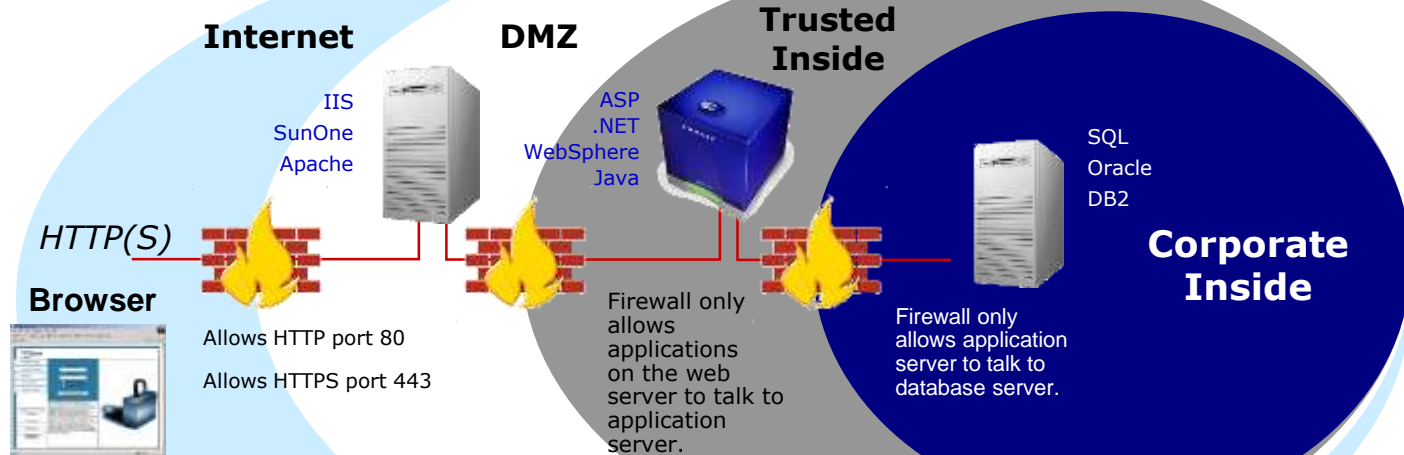 Internet
DMZ
Trusted
Inside
IIS
SunOne
Apache
ASP
.NET
WebSphere
Java
SQL
Oracle
DB2
HTTP(S)
Browser
Corporate
Inside
Allows HTTP port 80
Allows HTTPS port 443
Firewall only
allows
applications
on the web
server to talk to
application
server.
Firewall only
allows application
server to talk to
database server.